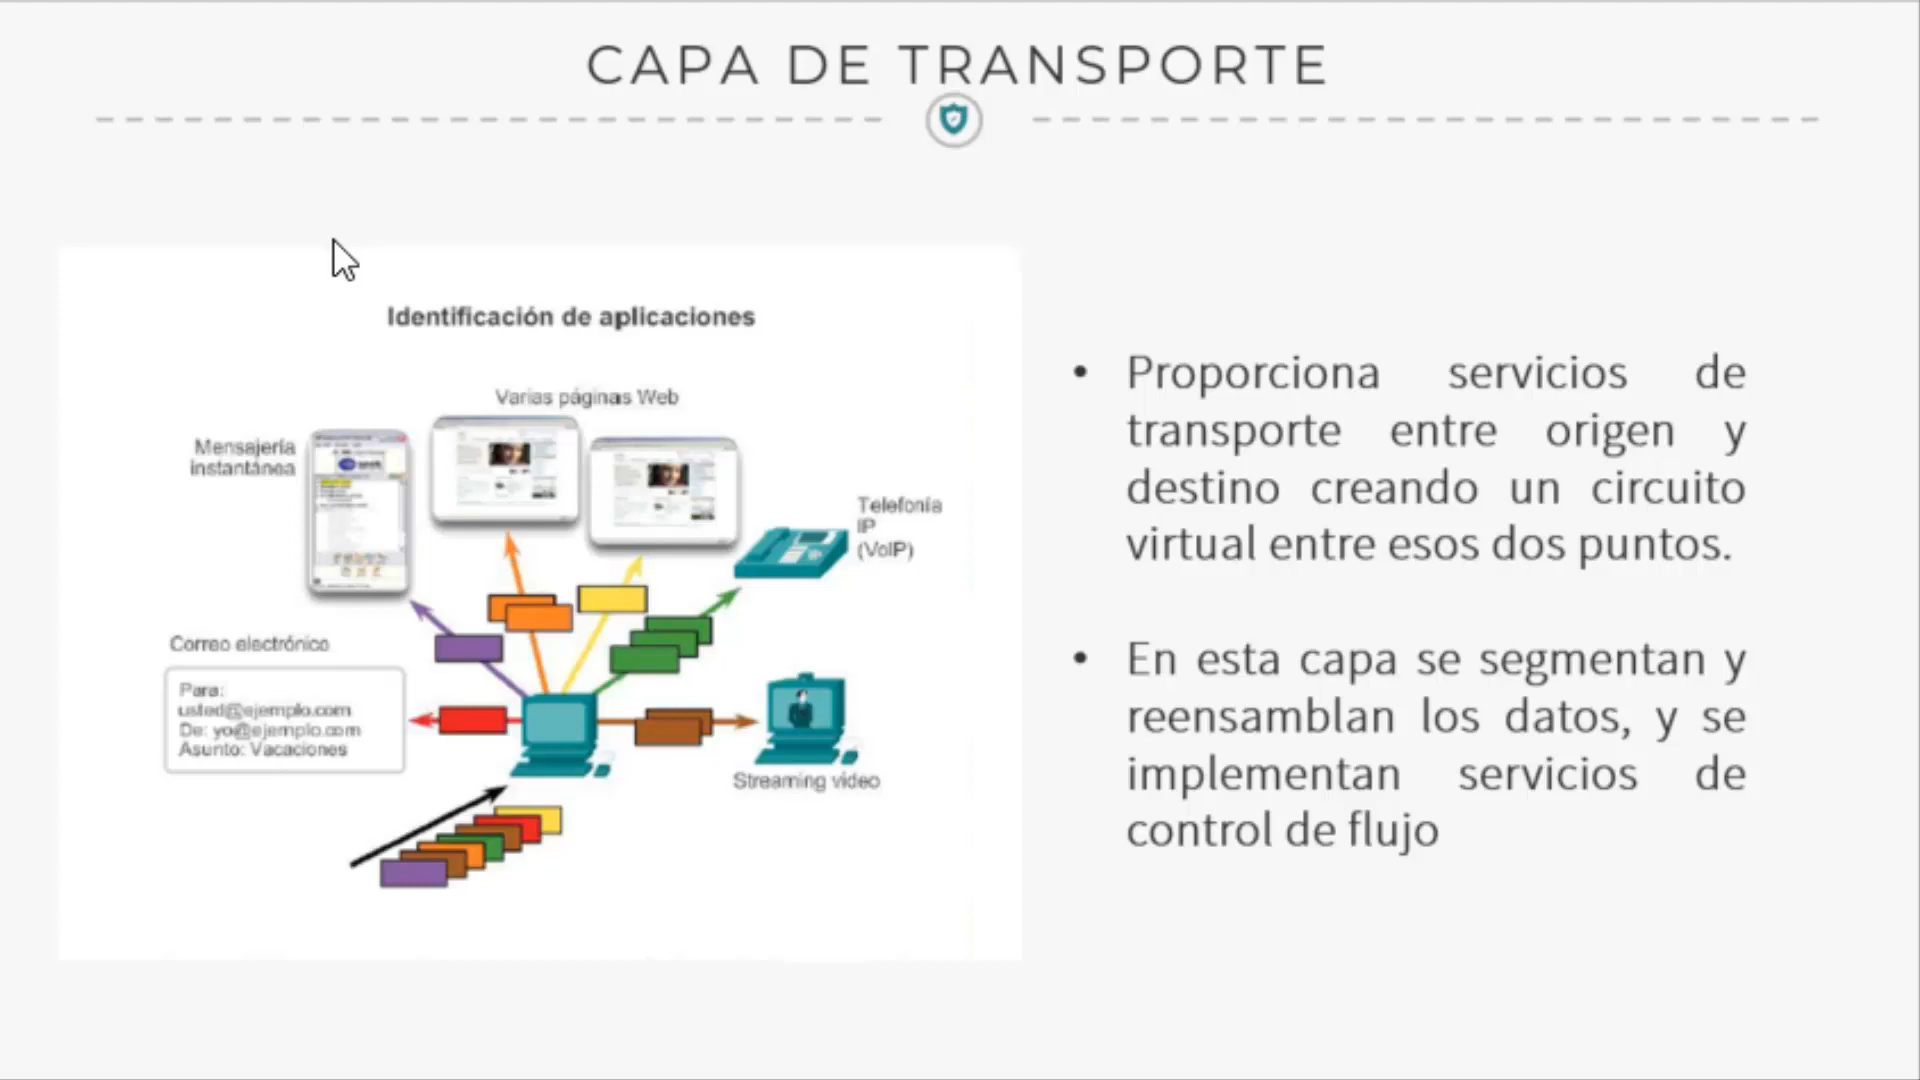 CAPA DE TRANSPORTE
Identificación de aplicaciones
Varias páginas Web
Mensajería
instantánea
Telefonía
IP
(VoIP)
Correo electrónico
Para:
usted@ejemplo.com
De: yo@ejemplo.com
Asunto: Vacaciones
Streaming video
• Proporciona servicios de
transporte entre origen y
destino creando un circuito
virtual entre esos dos puntos.
• En esta capa se segmentan y
reensamblan los datos, y se
implementan servicios de
control de flujo